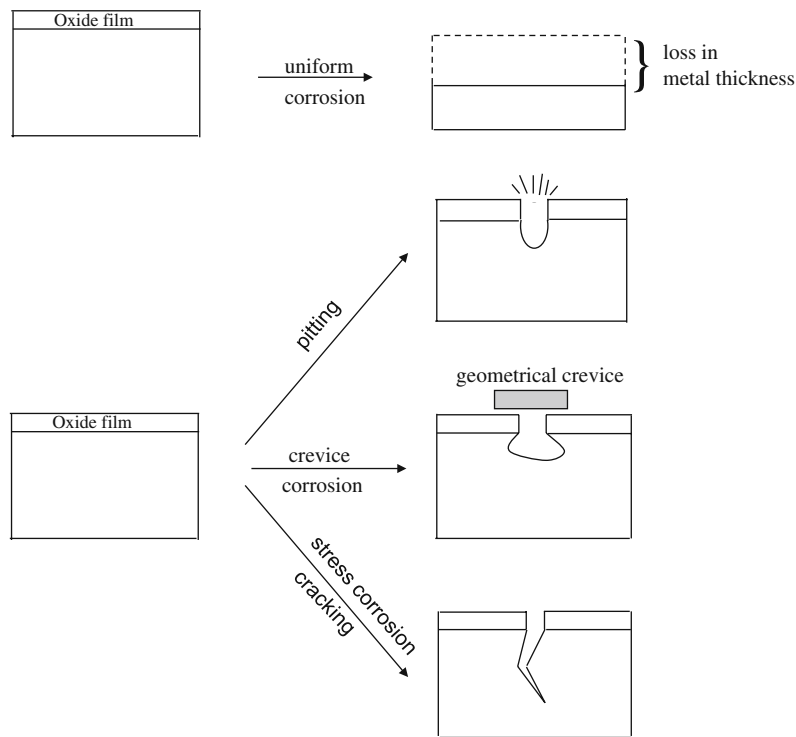 Oxide film
uniform
corrosion
loss in
metal thickness
pitting
geometrical crevice
Oxide film
crevice
corrosion
stress corrosion
cracking